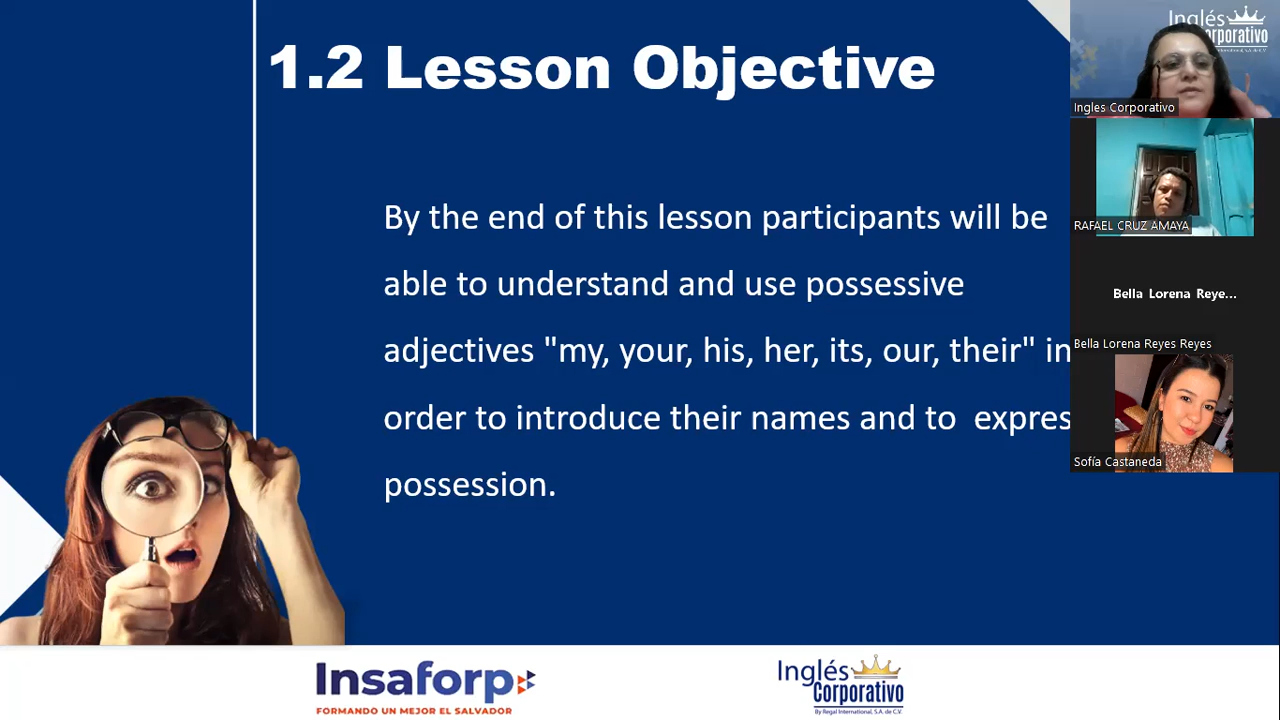 1.2 Lesson Objective
By the end of this lesson participants will be
able to understand and use possessive
adjectives "my, your, his, her, its, our, their" in
order to introduce their names and to expres
possession.
Insaforp
FORMANDO UN MEJOR EL SALVADOR
Inglés
Corporativo
By Regal International, S.A. de C.V.
Inglés
orporativo
Ingles Corporativo
RAFAEL CRUZ AMAYA
Bella Lorena Reye...
Bella Lorena Reyes Reyes
Sofía Castaneda